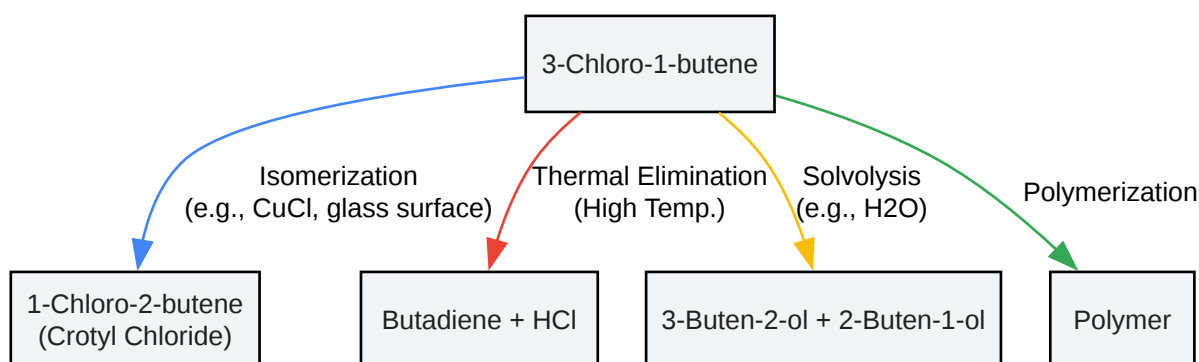 3-Chloro-1-butene
Isomerization
(e.g., CuCl, glass surface)
Thermal Elimination
(High Temp.)
Solvolysis
(e.g., H2O)
Polymerization
1-Chloro-2-butene
(Crotyl Chloride)
Butadiene + HCl
3-Buten-2-ol + 2-Buten-1-ol
Polymer